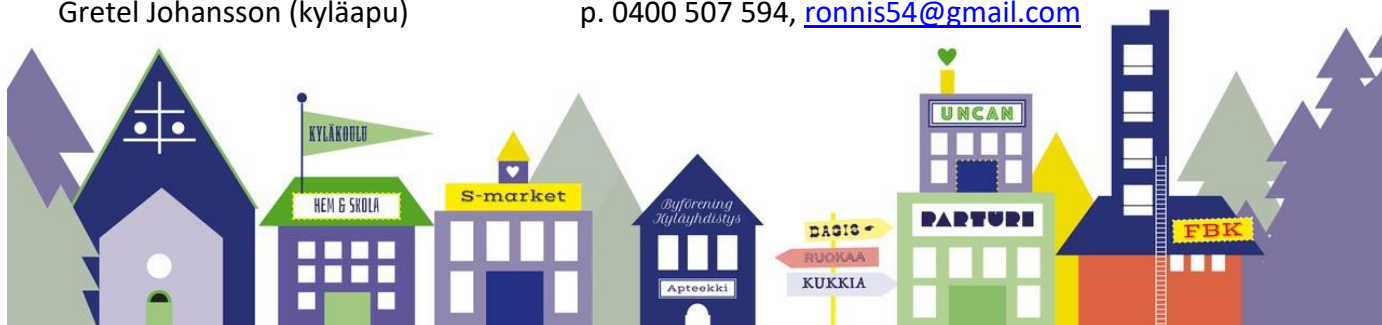 Gretel Johansson (kyläapu) p. 0400 507 594, ronnis54@gmail.com
KYLÄKOULU
HEM & SKOLA
S-market
Byförening
Kyläyhdistys
Apteekki
BAGIS
RUOKAA
KUKKIA
UNCAN
PARTURI
FBK